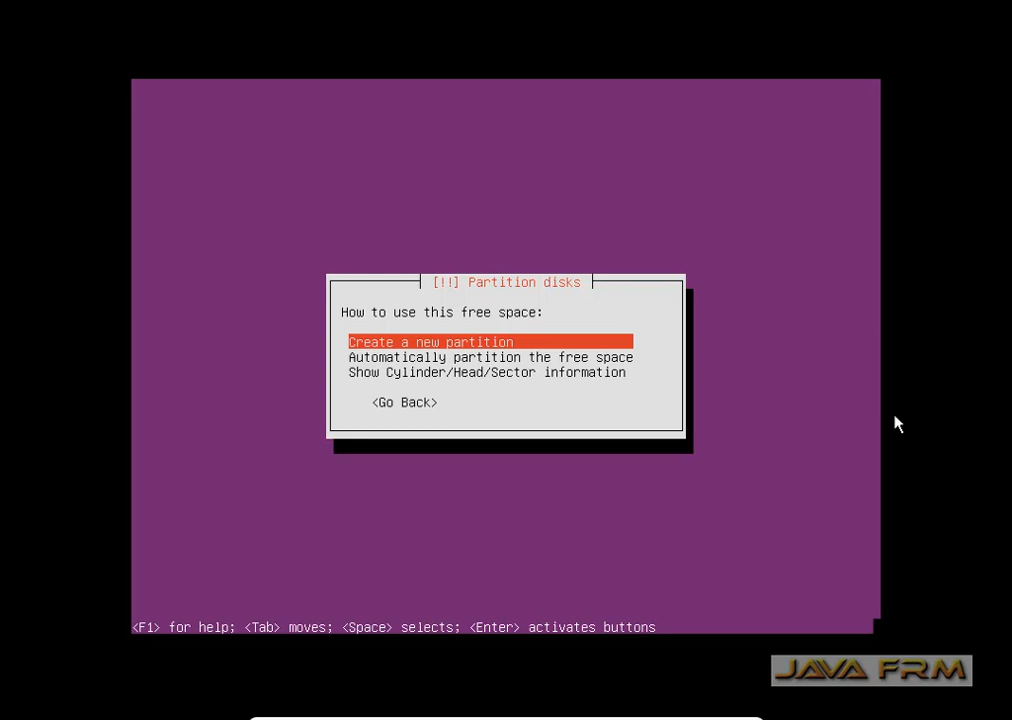 [!!] Partition disks
How to use this free space:
Create a new partition
Automatically partition the free space
Show Cylinder/Head/Sector information
<Go Back>
<F1> for help; <Tab> moves; <Space> selects; <Enter> activates buttons
JAVA FRM